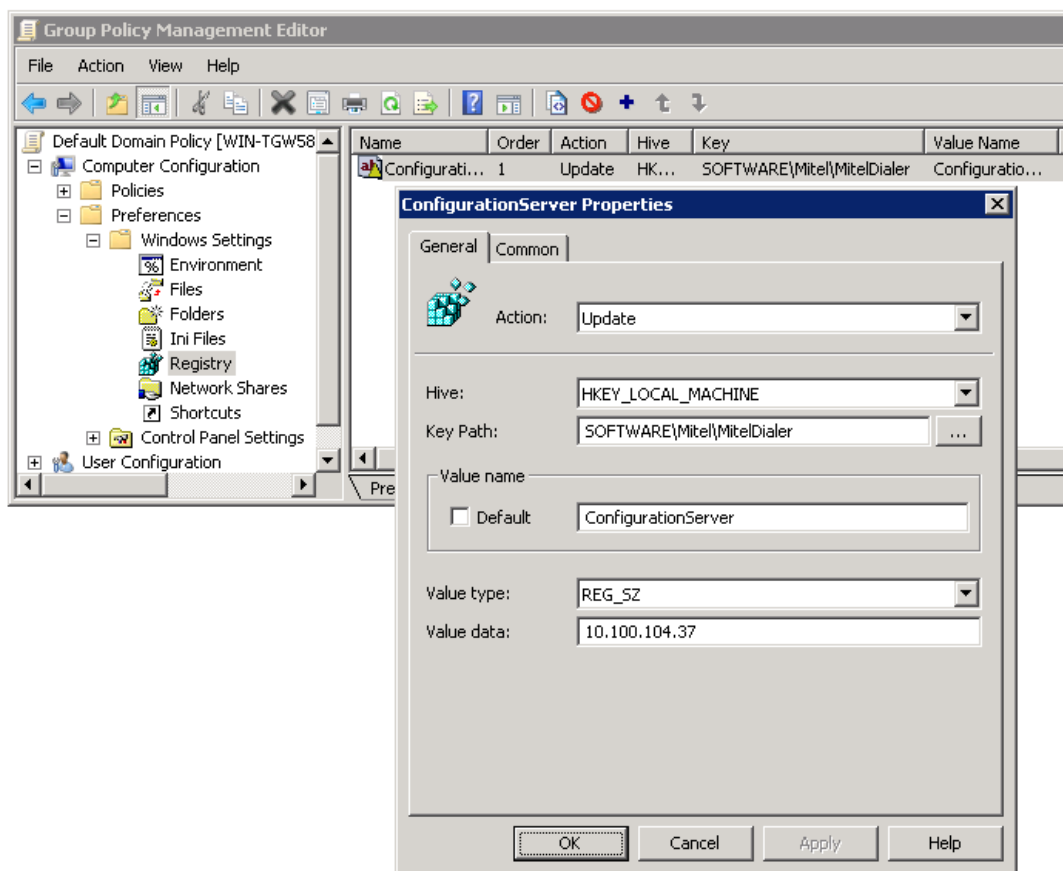 Group Policy Management Editor
File Action View Help
Default Domain Policy [WIN-TGW58
Computer Configuration
Policies
Preferences
Windows Settings
Environment
Files
Folders
Ini Files
Registry
Network Shares
Shortcuts
Control Panel Settings
User Configuration
Name Order Action Hive Key Value Name
Configurati... 1 Update HK... SOFTWARE\Mitel\MitelDialer Configuratio...
Pre
ConfigurationServer Properties
General Common
Action: Update
Hive: HKEY_LOCAL_MACHINE
Key Path: SOFTWARE\Mitel\MitelDialer ...
Value name
Default ConfigurationServer
Value type: REG_SZ
Value data: 10.100.104.37
OK Cancel Apply Help